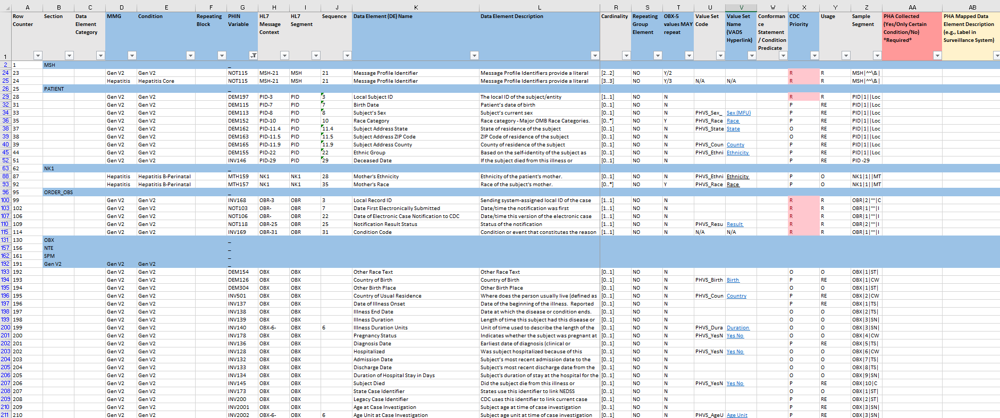 A B C D E F G H I J K L R S T U V W X Y Z AA AB
Row Counter Section Data Element Category MMG Condition Repeating Block PHIN Variable HL7 Message Context HL7 Segment Sequence Data Element (DE) Name Data Element Description Cardinality Repeating Group Element OBX-5 values MAY repeat Value Set Code Value Set Name (VADS Hyperlink) Conforman ce Statement / Condition Predicate CDC Priority Usage Sample Segment PHA Collected (Yes/Only Certain Condition/No) *Required* PHA Mapped Data Element Description (e.g., Label in Surveillance System)
1
2 1 MSH _
24 23 Gen V2 Gen V2 NOT115 MSH-21 MSH 21 Message Profile Identifier Message Profile Identifiers provide a literal [2..2] NO Y/2 R R MSH|^~\&|
25 24 Hepatitis Hepatitis Core NOT115 MSH-21 MSH 21 Message Profile Identifier Message Profile Identifiers provide a literal [3..3] NO Y/3 N/A N/A R R MSH|^~\&|
26 25 PATIENT _
29 28 Gen V2 Gen V2 DEM197 PID-3 PID 3 Local Subject ID The local ID of the subject/entity [1..1] NO N R R PID|1||Loc
32 31 Gen V2 Gen V2 DEM115 PID-7 PID 7 Birth Date Patient's date of birth [0..1] NO N P RE PID|1||Loc
34 33 Gen V2 Gen V2 DEM113 PID-8 PID 8 Subject's Sex Subject's current sex [0..1] NO N PHVS_Sex_ Sex (MFU) P RE PID|1||Loc
36 35 Gen V2 Gen V2 DEM152 PID-10 PID 10 Race Category Race category - Major OMB Race Categories. [0..*] NO Y PHVS_Race Race P RE PID|1||Loc
38 37 Gen V2 Gen V2 DEM162 PID-11.4 PID 11.4 Subject Address State State of residence of the subject [0..1] NO N PHVS_State State O RE PID|1||Loc
39 38 Gen V2 Gen V2 DEM163 PID-11.5 PID 11.5 Subject Address ZIP Code ZIP Code of residence of the subject [0..1] NO N O RE PID|1||Loc
40 39 Gen V2 Gen V2 DEM165 PID-11.9 PID 11.9 Subject Address County County of residence of the subject [0..1] NO N PHVS_Coun County P RE PID|1||Loc
45 44 Gen V2 Gen V2 DEM155 PID-22 PID 22 Ethnic Group Based on the self-identity of the subject as [0..1] NO N PHVS_Ethni Ethnicity P RE PID|1||Loc
52 51 Gen V2 Gen V2 INV146 PID-29 PID 29 Deceased Date If the subject died from this illness or [0..1] NO N P RE PID-29
63 62 NK1 _
88 87 Hepatitis Hepatitis B-Perinatal MTH159 NK1 NK1 28 Mother's Ethnicity Ethnicity of the patient's mother. [0..1] NO N PHVS_Ethni Ethnicity P O NK1|1||MT
93 92 Hepatitis Hepatitis B-Perinatal MTH157 NK1 NK1 35 Mother's Race Race of the subject's mother. [0..*] NO Y PHVS_Race Race P O NK1|1||MT
96 95 ORDER_OBS _
100 99 Gen V2 Gen V2 INV168 OBR-3 OBR 3 Local Record ID Sending system-assigned local ID of the case [1..1] NO N R R OBR|2|""|C
103 102 Gen V2 Gen V2 NOT103 OBR- OBR 7 Date First Electronically Submitted Date/time the notification was first [1..1] NO N R R OBR|1|""|I
107 106 Gen V2 Gen V2 NOT106 OBR- OBR 22 Date of Electronic Case Notification to CDC Date/time this version of the electronic case [1..1] NO N R R OBR|1|""|I
110 109 Gen V2 Gen V2 NOT118 OBR-25 OBR 25 Notification Result Status Status of the notification [1..1] NO N PHVS_Resu Result R R OBR|2|""|I
115 114 Gen V2 Gen V2 INV169 OBR-31 OBR 31 Condition Code Condition or event that constitutes the reason [1..1] NO N N/A N/A R R OBR|1|""|I
131 130 OBX _
157 156 NTE _
162 161 SPM _
192 191 Gen V2 Gen V2 Gen V2 _
193 192 Gen V2 Gen V2 DEM154 OBX OBX Other Race Text Other Race Text [0..1] NO N O O OBX|1|ST|
194 193 Gen V2 Gen V2 DEM126 OBX OBX Country of Birth Country of Birth [0..1] NO N PHVS_Birth Birth P RE OBX|1|CW
195 194 Gen V2 Gen V2 DEM304 OBX OBX Other Birth Place Other Birth Place [0..1] NO N O O OBX|1|ST|
196 195 Gen V2 Gen V2 INV501 OBX OBX Country of Usual Residence Where does the person usually live (defined as [0..1] NO N PHVS_Coun Country P RE OBX|2|CW
197 196 Gen V2 Gen V2 INV137 OBX OBX Date of Illness Onset Date of the beginning of the illness. Reported [0..1] NO N P RE OBX|1|TS|
198 197 Gen V2 Gen V2 INV138 OBX OBX Illness End Date Date at which the disease or condition ends. [0..1] NO N O O OBX|2|TS|
199 198 Gen V2 Gen V2 INV139 OBX OBX Illness Duration Length of time this subject had this disease or [0..1] NO N O O OBX|3|SN|
200 199 Gen V2 Gen V2 INV140 OBX-6- OBX 6 Illness Duration Units Unit of time used to describe the length of the [0..1] NO N PHVS_Dura Duration O O OBX|3|SN|
201 200 Gen V2 Gen V2 INV178 OBX OBX Pregnancy Status Indicates whether the subject was pregnant at [0..1] NO N PHVS_YesN Yes No O O OBX|4|CW
202 201 Gen V2 Gen V2 INV136 OBX OBX Diagnosis Date Earliest date of diagnosis (clinical or [0..1] NO N P RE OBX|5|TS|
203 202 Gen V2 Gen V2 INV128 OBX OBX Hospitalized Was subject hospitalized because of this [0..1] NO N PHVS_YesN Yes No O O OBX|6|CW
204 203 Gen V2 Gen V2 INV132 OBX OBX Admission Date Subject's most recent admission date to the [0..1] NO N O O OBX|7|TS|
205 204 Gen V2 Gen V2 INV133 OBX OBX Discharge Date Subject's most recent discharge date from the [0..1] NO N O O OBX|8|TS|
206 205 Gen V2 Gen V2 INV134 OBX OBX Duration of Hospital Stay in Days Subject's duration of stay at the hospital for the [0..1] NO N O O OBX|9|SN|
207 206 Gen V2 Gen V2 INV145 OBX OBX Subject Died Did the subject die from this illness or [0..1] NO N PHVS_YesN Yes No P RE OBX|10|C
208 207 Gen V2 Gen V2 INV173 OBX OBX State Case Identifier States use this identifier to link NEDSS [0..1] NO N O O OBX|1|ST|
209 208 Gen V2 Gen V2 INV200 OBX OBX Legacy Case Identifier CDC uses this identifier to link current case [0..1] NO N P RE OBX|2|ST|
210 209 Gen V2 Gen V2 INV2001 OBX OBX Age at Case Investigation Subject age at time of case investigation [0..1] NO N P RE OBX|3|SN|
211 210 Gen V2 Gen V2 INV2002 OBX-6- OBX 6 Age Unit at Case Investigation Subject age unit at time of case investigation [0..1] NO N PHVS_AgeU Age Unit P RE OBX|3|SN|